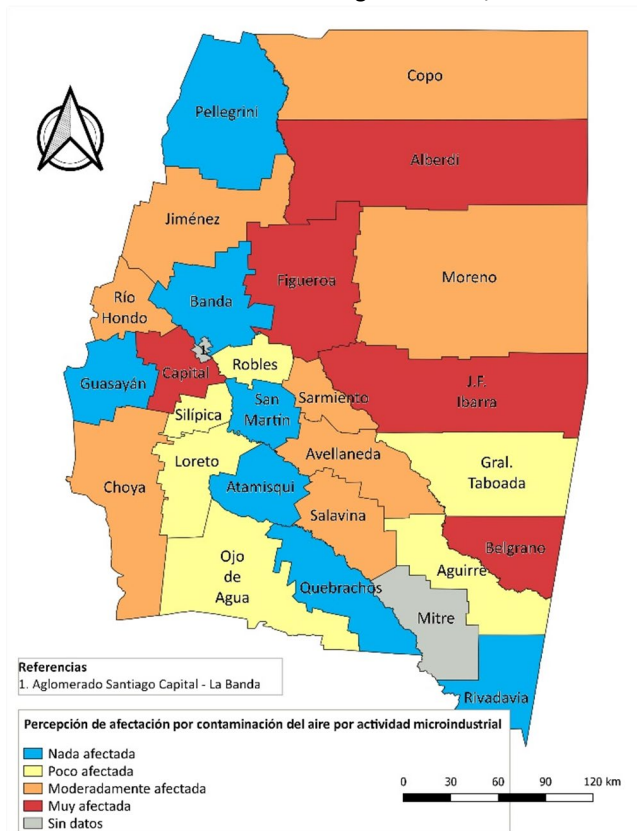 Copo
Pellegrini
Alberdi
Jiménez
Figueroa
Moreno
Río
Hondo
Banda
1
Robles
Guasayán
Capital
J.F.
Ibarra
Sarmiento
San
Martin
Silípica
Avellaneda
Loreto
Gral.
Taboada
Choya
Atamisqui
Salavina
Belgrano
Ojo
de
Agua
Aguirre
Quebrachos
Mitre
Rivadavia
Referencias
1. Aglomerado Santiago Capital - La Banda
Percepción de afectación por contaminación del aire por actividad microindustrial
Nada afectada
Poco afectada
Moderadamente afectada
Muy afectada
Sin datos
0 30 60 90 120 km